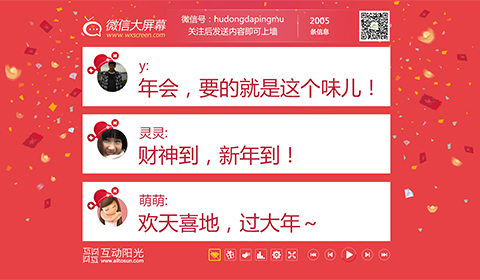 微信大屏幕
www.wxscreen.com
微信号：hudongdapingmu
关注后发送内容即可上墙
2005
条信息
y:
年会，要的就是这个味儿！
灵灵:
财神到，新年到！
萌萌:
欢天喜地，过大年～
互动阳光
www.alltosun.com